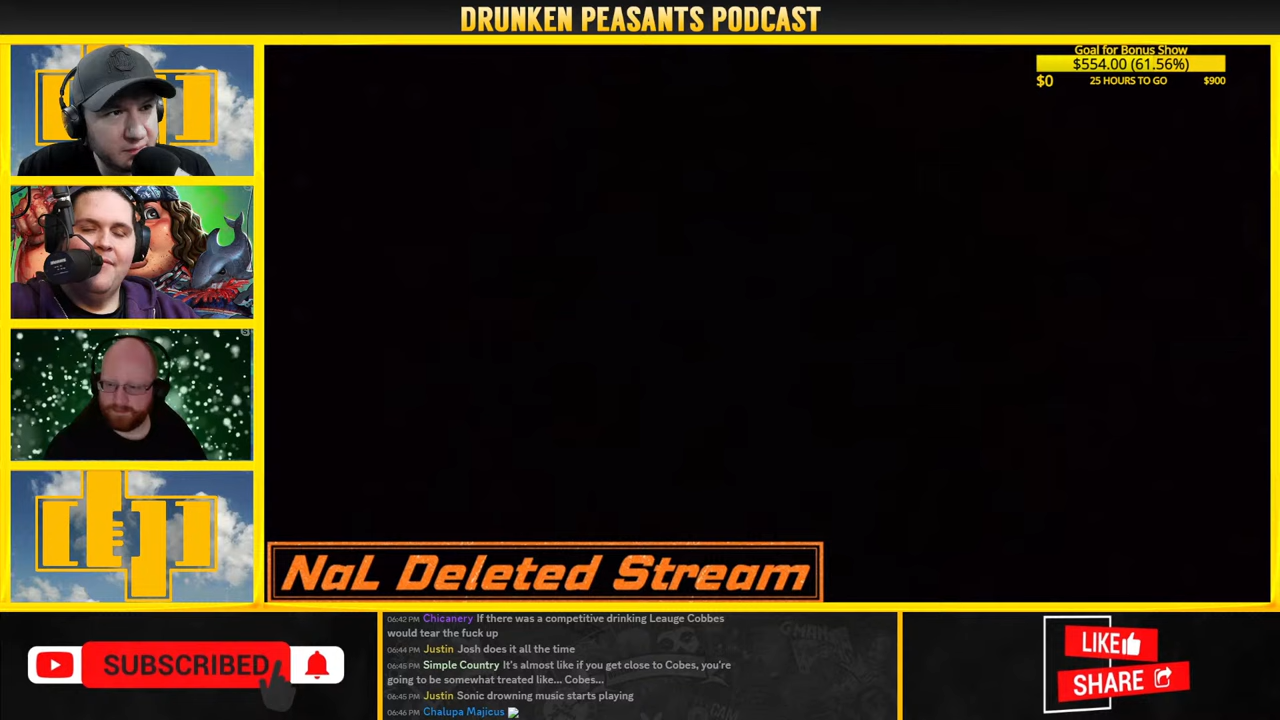 DRUNKEN PEASANTS PODCAST
Goal for Bonus Show
$554.00 (61.56%)
$0 25 HOURS TO GO $900
NaL Deleted Stream
06:42 PM Chicanery If there was a competitive drinking Leauge Cobbes
would tear the fuck up
06:44 PM Justin Josh does it all the time
06:45 PM Simple Country It's almost like if you get close to Cobes, you're
going to be somewhat treated like... Cobes...
06:45 PM Justin Sonic drowning music starts playing
06:46 PM Chalupa Majicus
SUBSCRIBED
LIKE
SHARE